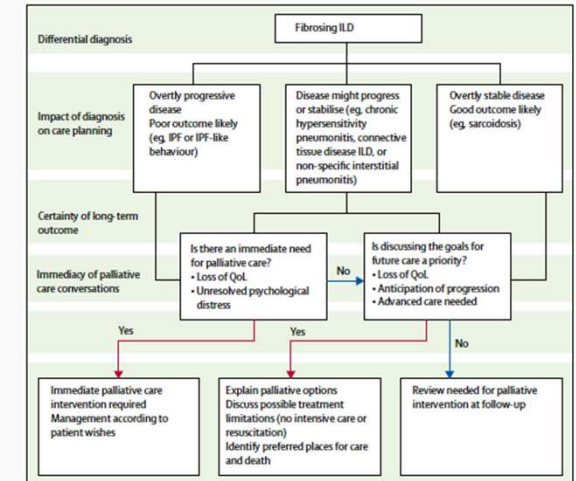 Differential diagnosis
Fibrosing ILD
Impact of diagnosis
on care planning
Overtly progressive
disease
Poor outcome likely
(eg, IPF or IPF-like
behaviour)
Disease might progress
or stabilise (eg, chronic
hypersensitivity
pneumonitis, connective
tissue disease ILD, or
non-specific interstitial
pneumonitis)
Overtly stable disease
Good outcome likely
(eg, sarcoidosis)
Certainty of long-term
outcome
Immediacy of palliative
care conversations
Is there an immediate need
for palliative care?
• Loss of QoL
• Unresolved psychological
distress
No
Is discussing the goals for
future care a priority?
• Loss of QoL
• Anticipation of progression
• Advanced care needed
Yes
Yes
No
Immediate palliative care
intervention required
Management according to
patient wishes
Explain palliative options
Discuss possible treatment
limitations (no intensive care or
resuscitation)
Identify preferred places for care
and death
Review needed for palliative
intervention at follow-up